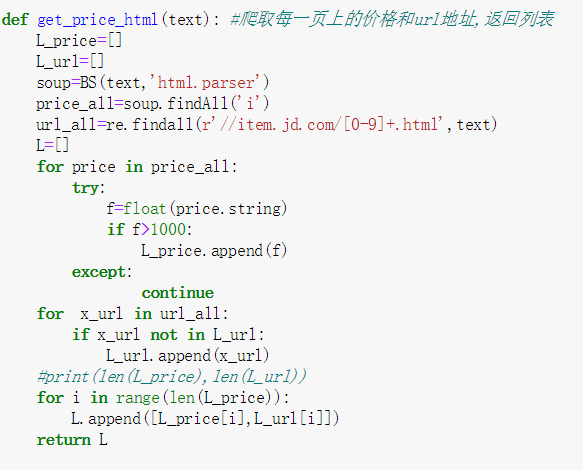 def get_price_html(text): #爬取每一页上的价格和url地址,返回列表
    L_price=[]
    L_url=[]
    soup=BS(text,'html.parser')
    price_all=soup.findAll('i')
    url_all=re.findall(r'//item.jd.com/[0-9]+.html',text)
    L=[]
    for price in price_all:
        try:
            f=float(price.string)
            if f>1000:
                L_price.append(f)
        except:
                continue
    for  x_url in url_all:
        if x_url not in L_url:
            L_url.append(x_url)
    #print(len(L_price),len(L_url))
    for i in range(len(L_price)):
        L.append([L_price[i],L_url[i]])
    return L